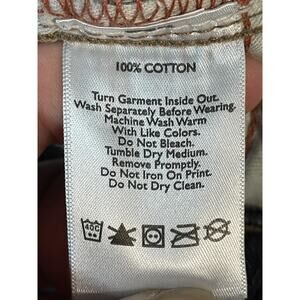 100% COTTON
Turn Garment Inside Out.
Wash Separately Before Wearing.
Machine Wash Warm
With Like Colors.
Do Not Bleach.
Tumble Dry Medium.
Remove Promptly.
Do Not Iron On Print.
Do Not Dry Clean.
40C